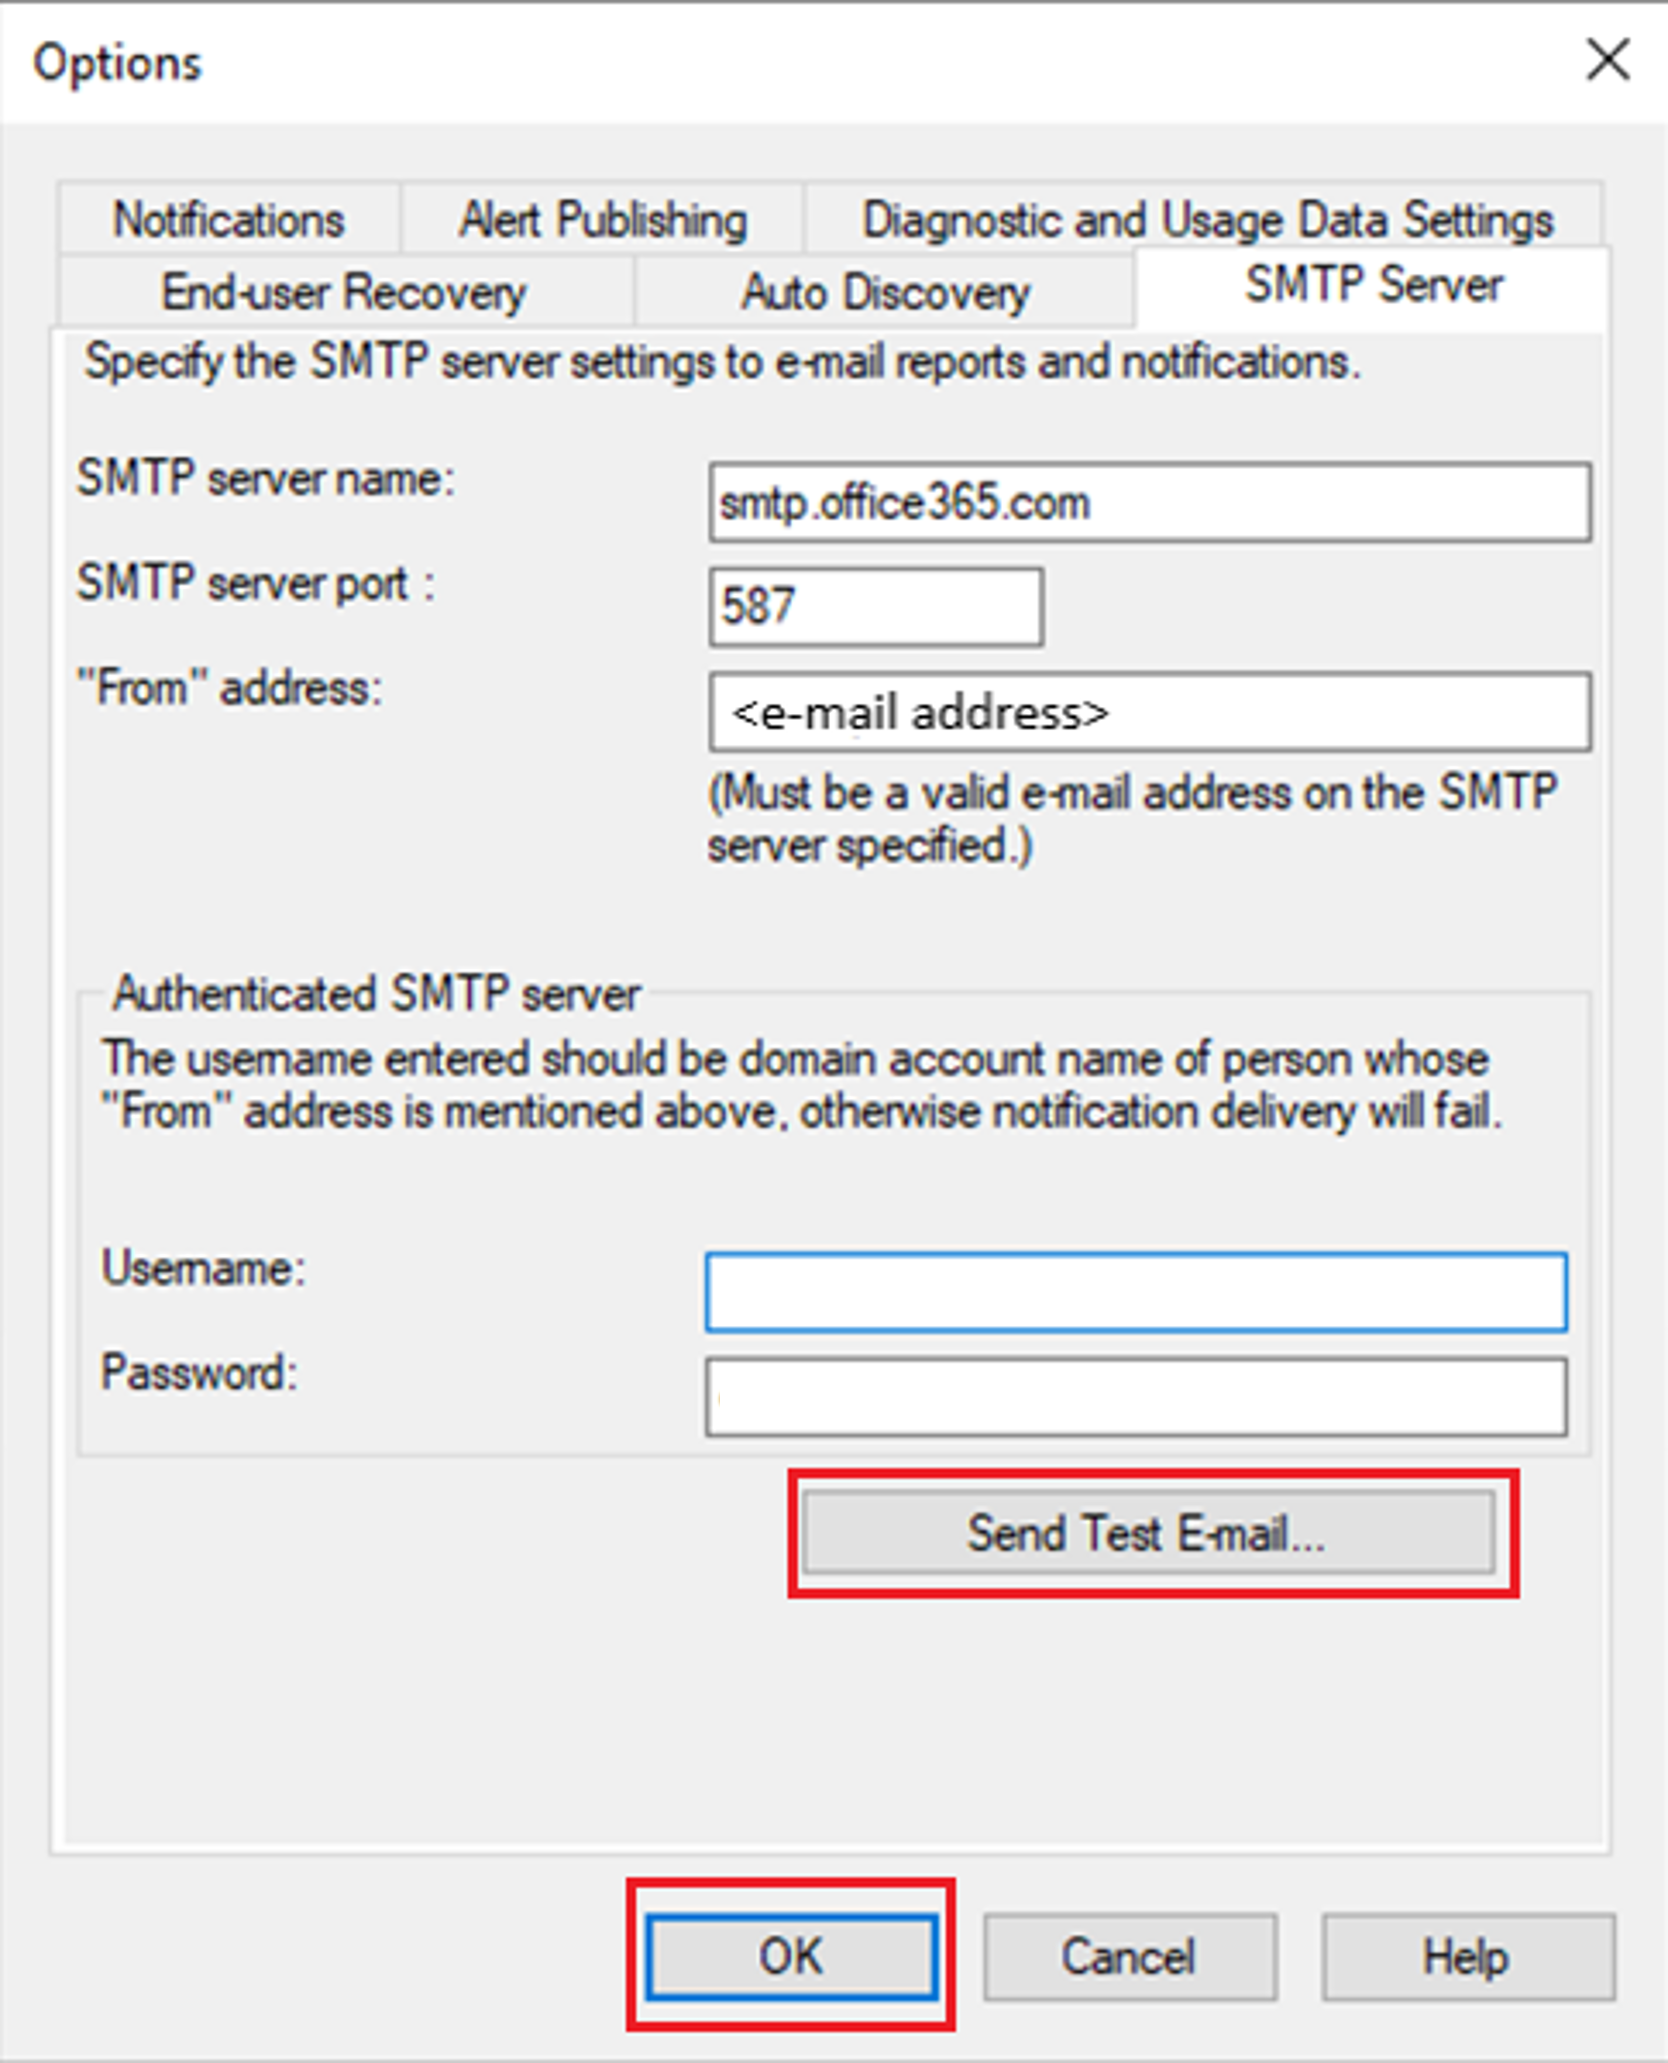 Options
Notifications
Alert Publishing
Diagnostic and Usage Data Settings
End-user Recovery
Auto Discovery
SMTP Server
Specify the SMTP server settings to e-mail reports and notifications.
SMTP server name:
smtp.office365.com
SMTP server port :
587
"From" address:
<e-mail address>
(Must be a valid e-mail address on the SMTP
server specified.)
Authenticated SMTP server
The username entered should be domain account name of person whose
"From" address is mentioned above, otherwise notification delivery will fail.
Username:
Password:
Send Test E-mail...
OK
Cancel
Help